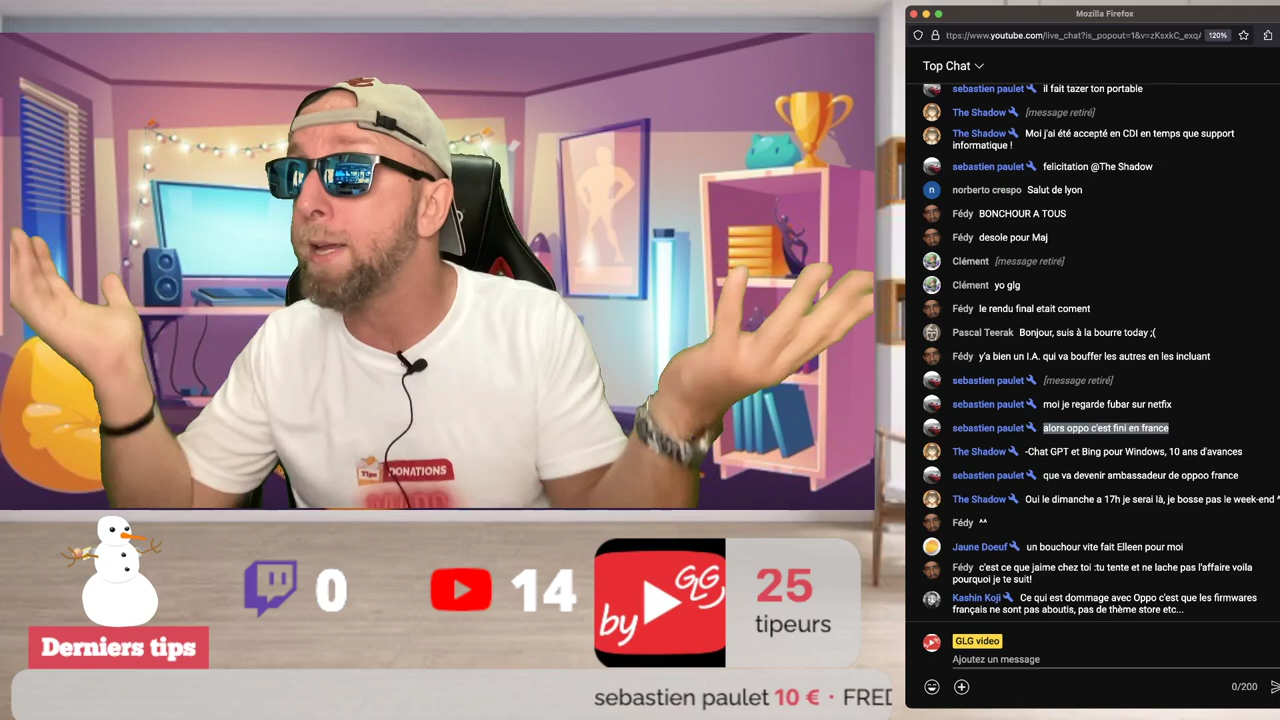 Mozilla Firefox
ttps://www.youtube.com/live_chat?is_popout=1&v=zKsxkC_exq/
120%
Top Chat
sebastien paulet il fait tazer ton portable
The Shadow [message retiré]
The Shadow Moi j'ai été accepté en CDI en temps que support
informatique !
sebastien paulet felicitation @The Shadow
norberto crespo Salut de lyon
Fédy BONCHOUR A TOUS
Fédy desole pour Maj
Clément [message retiré]
Clément yo glg
Fédy le rendu final etait coment
Pascal Teerak Bonjour, suis à la bourre today ;(
Fédy y'a bien un I.A. qui va bouffer les autres en les incluant
sebastien paulet [message retiré]
sebastien paulet moi je regarde fubar sur netfix
sebastien paulet alors oppo c'est fini en france
The Shadow -Chat GPT et Bing pour Windows, 10 ans d'avances
sebastien paulet que va devenir ambassadeur de oppoo france
The Shadow Oui le dimanche a 17h je serai là, je bosse pas le week-end ^
Fédy ^^
Jaune Doeuf un bouchour vite fait Elleen pour moi
Fédy c'est ce que jaime chez toi :tu tente et ne lache pas l'affaire voila
pourquoi je te suit!
Kashin Koji Ce qui est dommage avec Oppo c'est que les firmwares
français ne sont pas aboutis, pas de thème store etc...
GLG video
Ajoutez un message
0/200
n
Tips DONATIONS
0
14
by GLG
25
tipeurs
Derniers tips
sebastien paulet 10 € · FRED